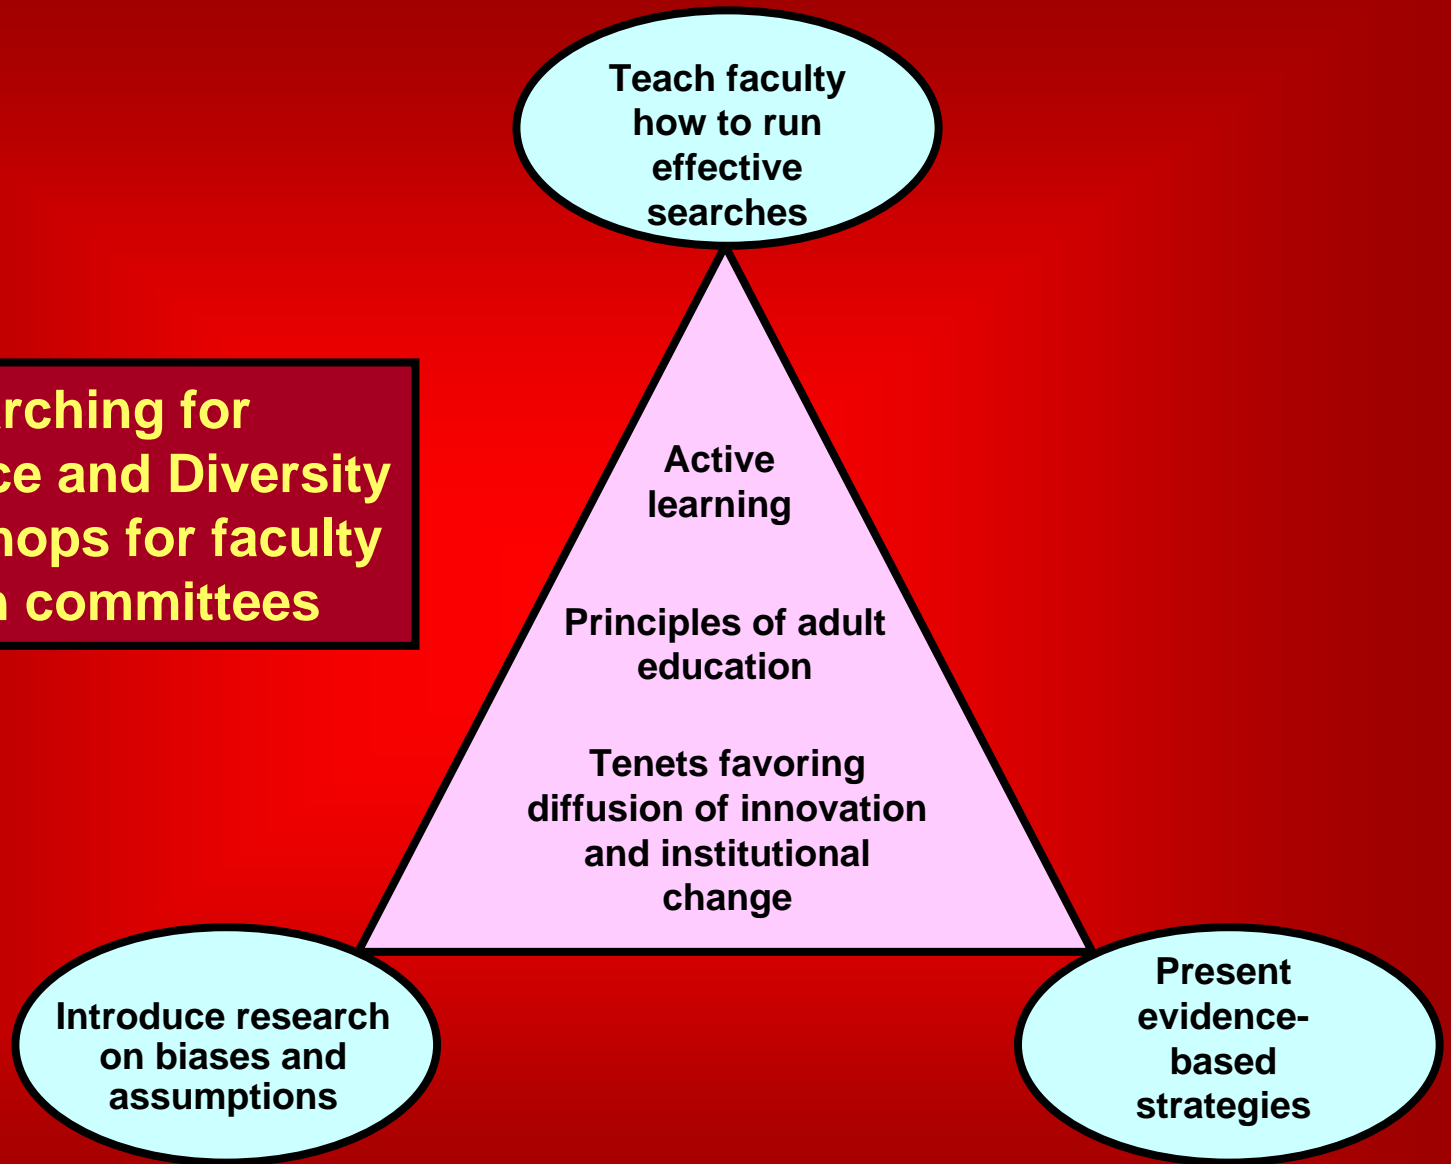 Teach faculty
how to run
effective
searches
rching for
ce and Diversity
hops for faculty
committees
Active
learning
Principles of adult
education
Tenets favoring
diffusion of innovation
and institutional
change
Introduce research
on biases and
assumptions
Present
evidence-
based
strategies